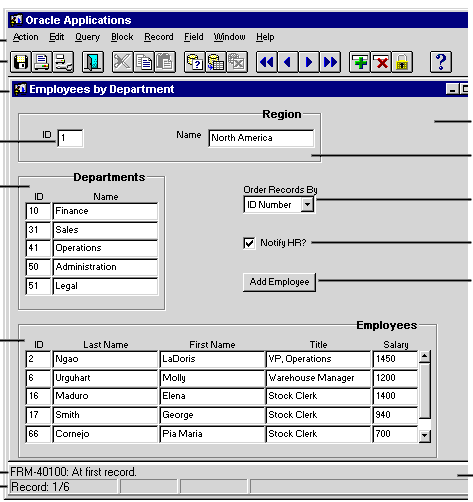 Oracle Applications
Action Edit Query Block Record Field Window Help
Employees by Department
Region
ID 1 Name North America
Departments
ID Name
10 Finance
31 Sales
41 Operations
50 Administration
51 Legal
Order Records By
ID Number
Notify HR?
Add Employee
Employees
ID Last Name First Name Title Salary
2 Ngao LaDoris VP, Operations 1450
6 Urguhart Molly Warehouse Manager 1200
16 Maduro Elena Stock Clerk 1400
17 Smith George Stock Clerk 940
66 Cornejo Pia Maria Stock Clerk 700
FRM-40100: At first record.
Record: 1/6